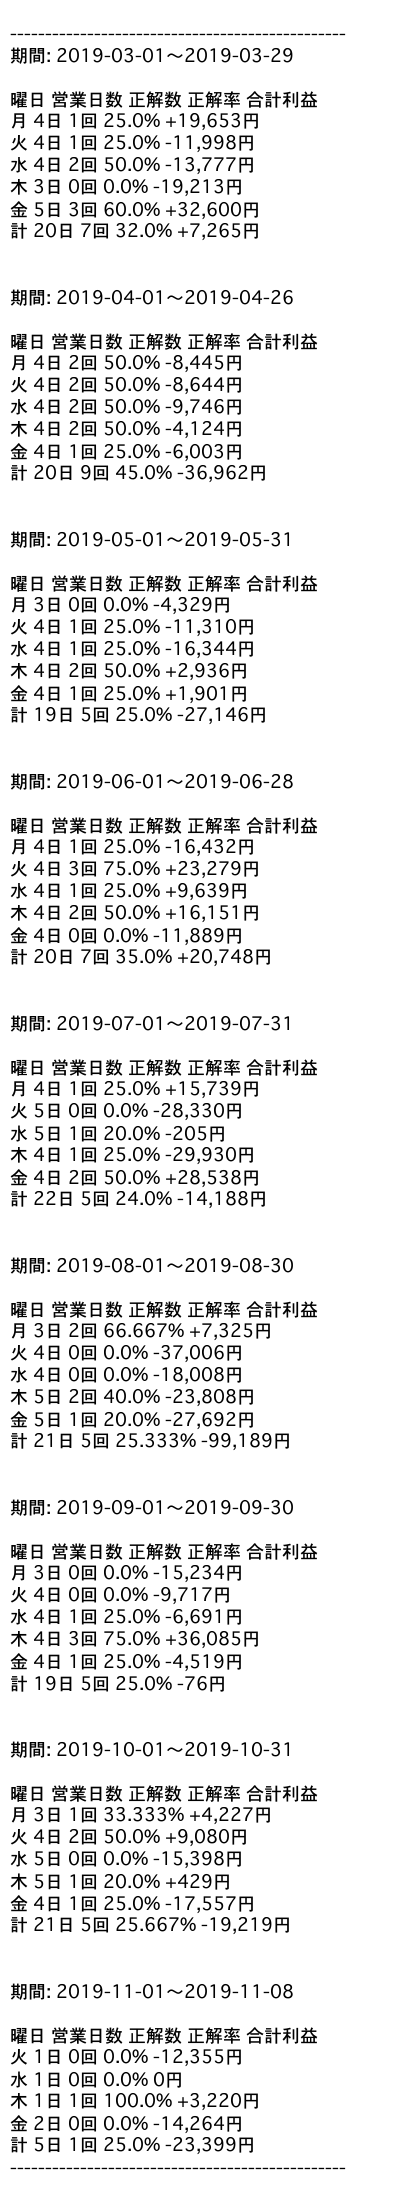 ------------------------------------------------
期間: 2019-03-01〜2019-03-29
曜日 営業日数 正解数 正解率 合計利益
月 4日 1回 25.0% +19,653円
火 4日 1回 25.0% -11,998円
水 4日 2回 50.0% -13,777円
木 3日 0回 0.0% -19,213円
金 5日 3回 60.0% +32,600円
計 20日 7回 32.0% +7,265円
期間: 2019-04-01〜2019-04-26
曜日 営業日数 正解数 正解率 合計利益
月 4日 2回 50.0% -8,445円
火 4日 2回 50.0% -8,644円
水 4日 2回 50.0% -9,746円
木 4日 2回 50.0% -4,124円
金 4日 1回 25.0% -6,003円
計 20日 9回 45.0% -36,962円
期間: 2019-05-01〜2019-05-31
曜日 営業日数 正解数 正解率 合計利益
月 3日 0回 0.0% -4,329円
火 4日 1回 25.0% -11,310円
水 4日 1回 25.0% -16,344円
木 4日 2回 50.0% +2,936円
金 4日 1回 25.0% +1,901円
計 19日 5回 25.0% -27,146円
期間: 2019-06-01〜2019-06-28
曜日 営業日数 正解数 正解率 合計利益
月 4日 1回 25.0% -16,432円
火 4日 3回 75.0% +23,279円
水 4日 1回 25.0% +9,639円
木 4日 2回 50.0% +16,151円
金 4日 0回 0.0% -11,889円
計 20日 7回 35.0% +20,748円
期間: 2019-07-01〜2019-07-31
曜日 営業日数 正解数 正解率 合計利益
月 4日 1回 25.0% +15,739円
火 5日 0回 0.0% -28,330円
水 5日 1回 20.0% -205円
木 4日 1回 25.0% -29,930円
金 4日 2回 50.0% +28,538円
計 22日 5回 24.0% -14,188円
期間: 2019-08-01〜2019-08-30
曜日 営業日数 正解数 正解率 合計利益
月 3日 2回 66.667% +7,325円
火 4日 0回 0.0% -37,006円
水 4日 0回 0.0% -18,008円
木 5日 2回 40.0% -23,808円
金 5日 1回 20.0% -27,692円
計 21日 5回 25.333% -99,189円
期間: 2019-09-01〜2019-09-30
曜日 営業日数 正解数 正解率 合計利益
月 3日 0回 0.0% -15,234円
火 4日 0回 0.0% -9,717円
水 4日 1回 25.0% -6,691円
木 4日 3回 75.0% +36,085円
金 4日 1回 25.0% -4,519円
計 19日 5回 25.0% -76円
期間: 2019-10-01〜2019-10-31
曜日 営業日数 正解数 正解率 合計利益
月 3日 1回 33.333% +4,227円
火 4日 2回 50.0% +9,080円
水 5日 0回 0.0% -15,398円
木 5日 1回 20.0% +429円
金 4日 1回 25.0% -17,557円
計 21日 5回 25.667% -19,219円
期間: 2019-11-01〜2019-11-08
曜日 営業日数 正解数 正解率 合計利益
火 1日 0回 0.0% -12,355円
水 1日 0回 0.0% 0円
木 1日 1回 100.0% +3,220円
金 2日 0回 0.0% -14,264円
計 5日 1回 25.0% -23,399円
------------------------------------------------